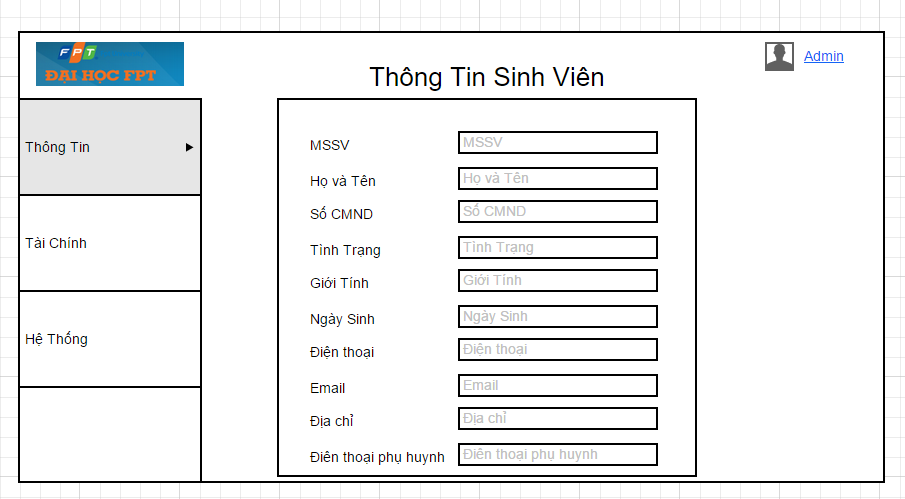 FPT
ĐẠI HỌC FPT
Thông Tin Sinh Viên
Admin
Thông Tin
Tài Chính
Hệ Thống
MSSV
MSSV
Họ và Tên
Họ và Tên
Số CMND
Số CMND
Tình Trạng
Tình Trạng
Giới Tính
Giới Tính
Ngày Sinh
Ngày Sinh
Điện thoại
Điện thoại
Email
Email
Địa chỉ
Địa chỉ
Điên thoại phụ huynh
Điên thoại phụ huynh